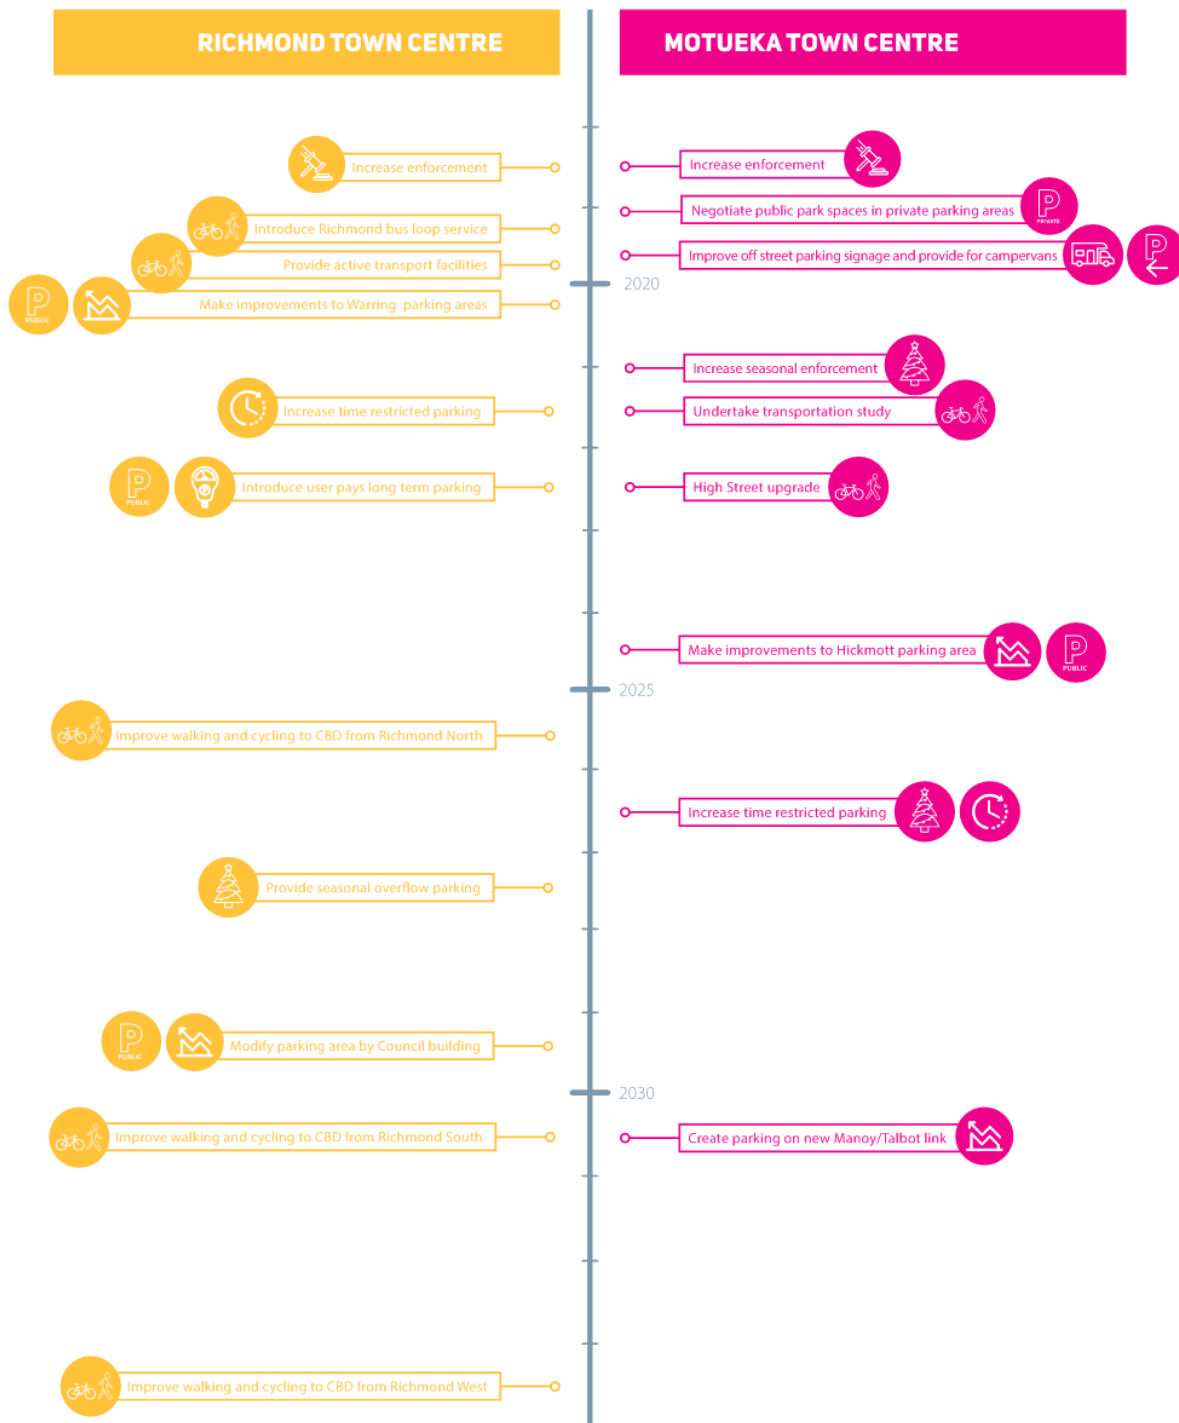 RICHMOND TOWN CENTRE
MOTUEKA TOWN CENTRE
Increase enforcement
Increase enforcement
Negotiate public park spaces in private parking areas
P
PRIVATE
Introduce Richmond bus loop service
Improve off street parking signage and provide for campervans
P
Provide active transport facilities
2020
P
PUBLIC
Make improvements to Warring parking areas
Increase seasonal enforcement
Increase time restricted parking
Undertake transportation study
P
PUBLIC
P
Introduce user pays long term parking
High Street upgrade
Make improvements to Hickmott parking area
P
PUBLIC
2025
Improve walking and cycling to CBD from Richmond North
Increase time restricted parking
Provide seasonal overflow parking
P
PUBLIC
Modify parking area by Council building
2030
Improve walking and cycling to CBD from Richmond South
Create parking on new Manoy/Talbot link
Improve walking and cycling to CBD from Richmond West